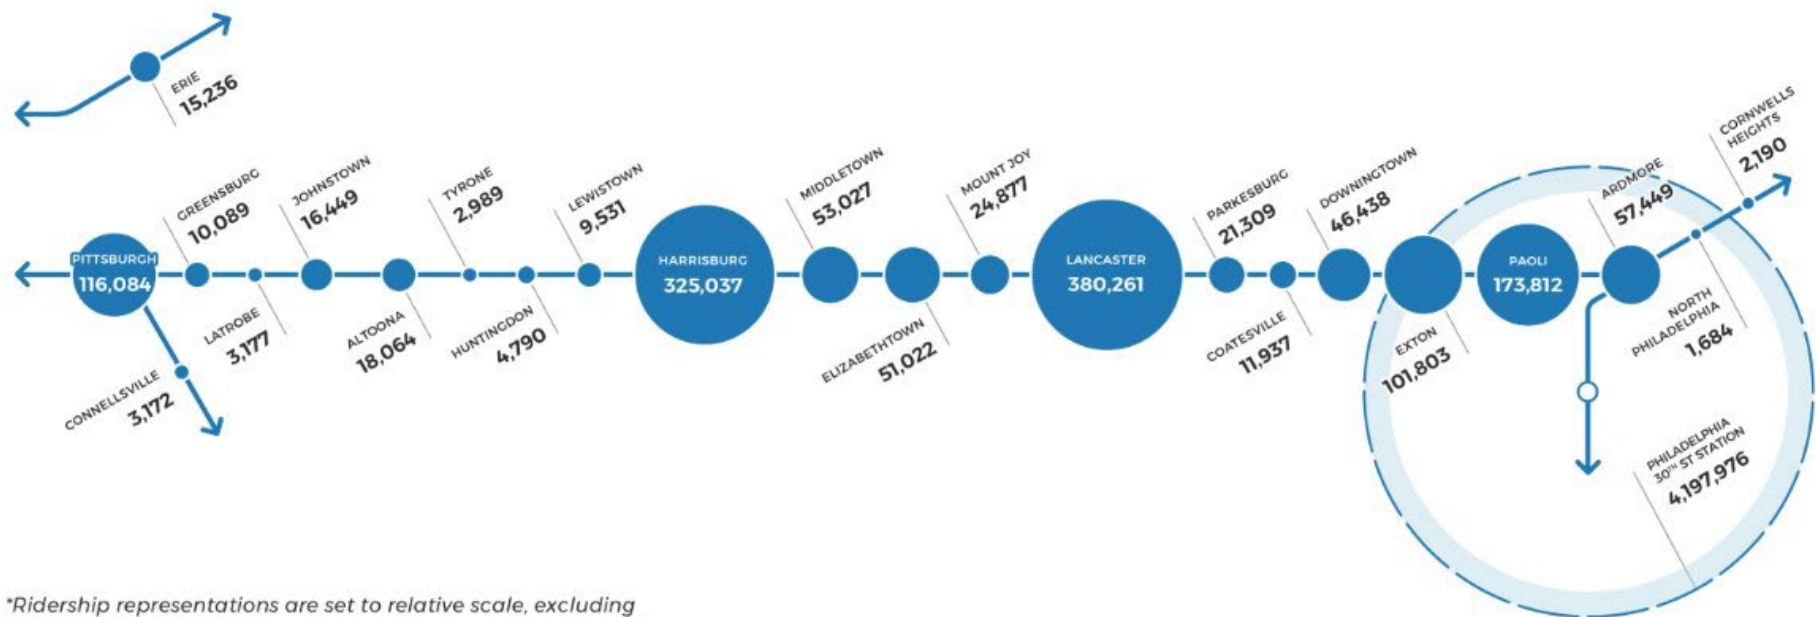 ERIE
15,236
PITTSBURGH
116,084
CONNELLSVILLE
3,172
GREENSBURG
10,089
LATROBE
3,177
JOHNSTOWN
16,449
ALTOONA
18,064
TYRONE
2,989
HUNTINGDON
4,790
LEWISTOWN
9,531
HARRISBURG
325,037
MIDDLETOWN
53,027
ELIZABETHTOWN
51,022
MOUNT JOY
24,877
LANCASTER
380,261
PARKESBURG
21,309
COATESVILLE
11,937
DOWNINGTOWN
46,438
EXTON
101,803
PAOLI
173,812
ARDMORE
57,449
NORTH
PHILADELPHIA
1,684
CORNWELLS
HEIGHTS
2,190
PHILADELPHIA
30TH ST STATION
4,197,976
*Ridership representations are set to relative scale, excluding